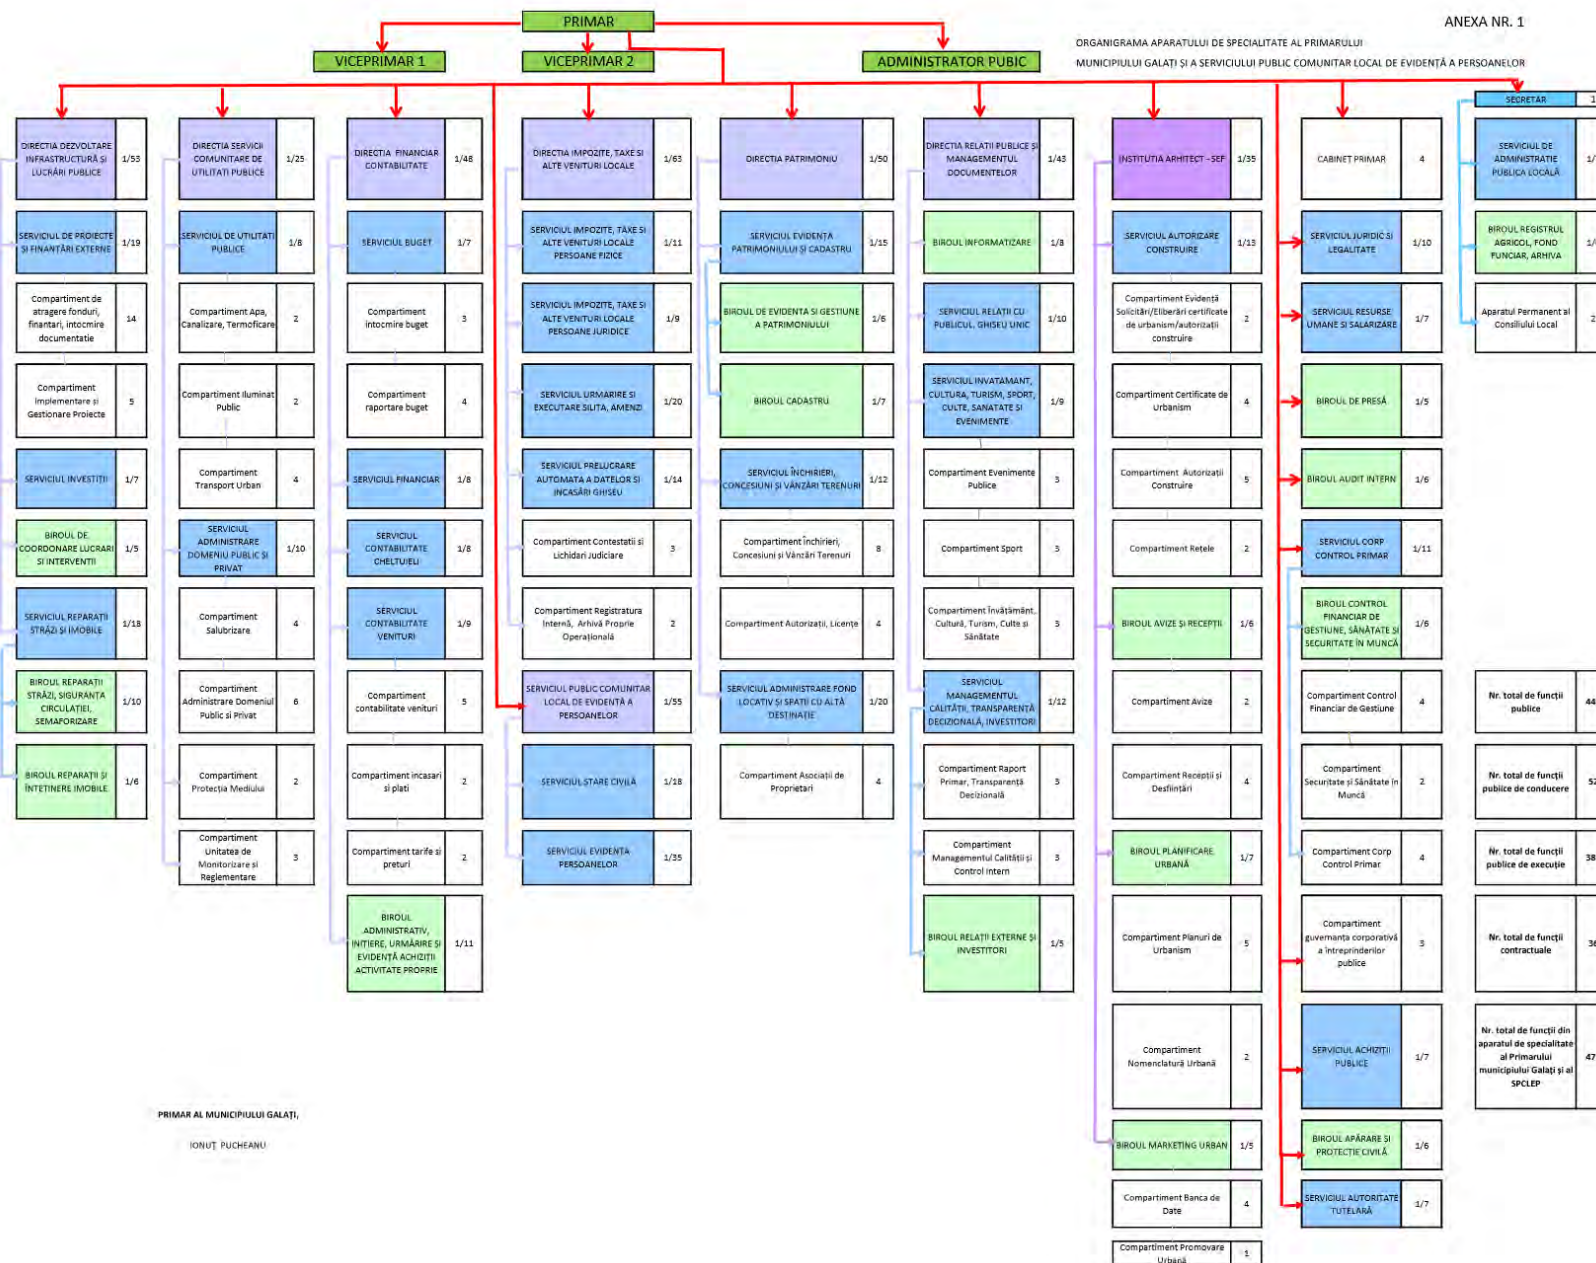 PRIMAR
ANEXA NR. 1
ORGANIGRAMA APARATULUI DE SPECIALITATE AL PRIMARULUI
VICEPRIMAR 1
VICEPRIMAR 2
ADMINISTRATOR PUBIC
MUNICIPIULUI GALAȚI ȘI A SERVICIULUI PUBLIC COMUNITAR LOCAL DE EVIDENȚĂ A PERSOANELOR
DIRECTIA DEZVOLTARE
INFRASTRUCTURĂ ȘI
LUCRĂRI PUBLICE
1/53
SERVICIUL DE PROIECTE
SI FINANȚĂRI EXTERNE
1/19
Compartiment de
atragere fonduri,
finantari, intocmire
documentatie
14
Compartiment
Implementare și
Gestionare Proiecte
5
SERVICIUL INVESTIȚII
1/7
BIROUL DE
COORDONARE LUCRARI
SI INTERVENTII
1/5
SERVICIUL REPARAȚII
STRĂZI ȘI IMOBILE
1/18
BIROUL REPARAȚII
STRĂZI, SIGURANȚA
CIRCULAȚIEI,
SEMAFORIZARE
1/10
BIROUL REPARAȚII ȘI
ÎNTEȚINERE IMOBILE
1/6
DIRECTIA SERVICII
COMUNITARE DE
UTILITATI PUBLICE
1/25
SERVICIUL DE UTILITATI
PUBLICE
1/8
Compartiment Apa,
Canalizare, Termoficare
2
Compartiment Iluminat
Public
2
Compartiment
Transport Urban
4
SERVICIUL
ADMINISTRARE
DOMENIU PUBLIC ȘI
PRIVAT
1/10
Compartiment
Salubrizare
4
Compartiment
Administrare Domeniul
Public si Privat
6
Compartiment
Protecția Mediului
2
Compartiment
Unitatea de
Monitorizare si
Reglementare
3
DIRECTIA FINANCIAR
CONTABILITATE
1/48
SERVICIUL BUGET
1/7
Compartiment
intocmire buget
3
Compartiment
raportare buget
4
SERVICIUL FINANCIAR
1/8
SERVICIUL
CONTABILITATE
CHELTUIELI
1/8
SERVICIUL
CONTABILITATE
VENITURI
1/9
Compartiment
contabilitate venituri
5
Compartiment incasari
si plati
2
Compartiment tarife si
preturi
2
BIROUL
ADMINISTRATIV,
INIȚIERE, URMĂRIRE ȘI
EVIDENȚĂ ACHIZIȚII
ACTIVITATE PROPRIE
1/11
DIRECTIA IMPOZITE, TAXE SI
ALTE VENITURI LOCALE
1/63
SERVICIUL IMPOZITE, TAXE SI
ALTE VENITURI LOCALE
PERSOANE FIZICE
1/11
SERVICIUL IMPOZITE, TAXE SI
ALTE VENITURI LOCALE
PERSOANE JURIDICE
1/9
SERVICIUL URMARIRE SI
EXECUTARE SILITA, AMENZI
1/20
SERVICIUL PRELUCRARE
AUTOMATA A DATELOR SI
INCASĂRI GHISEU
1/14
Compartiment Contestatii si
Lichidari Judiciare
3
Compartiment Registratura
Internă, Arhivă Proprie
Operațională
2
SERVICIUL PUBLIC COMUNITAR
LOCAL DE EVIDENȚĂ A
PERSOANELOR
1/55
SERVICIUL STARE CIVILĂ
1/18
SERVICIUL EVIDENȚA
PERSOANELOR
1/35
DIRECTIA PATRIMONIU
1/50
SERVICIUL EVIDENȚA
PATRIMONIULUI ȘI CADASTRU
1/15
BIROUL DE EVIDENTA SI GESTIUNE
A PATRIMONIULUI
1/6
BIROUL CADASTRU
1/7
SERVICIUL ÎNCHIRIERI,
CONCESIUNI ȘI VÂNZĂRI TERENURI
1/12
Compartiment Închirieri,
Concesiuni și Vânzări Terenuri
8
Compartiment Autorizații, Licențe
4
SERVICIUL ADMINISTRARE FOND
LOCATIV SI SPATII CU ALTĂ
DESTINAȚIE
1/20
Compartiment Asociații de
Proprietari
4
DIRECTIA RELATII PUBLICE ȘI
MANAGEMENTUL
DOCUMENTELOR
1/43
BIROUL INFORMATIZARE
1/8
SERVICIUL RELAȚII CU
PUBLICUL, GHISEU UNIC
1/10
SERVICIUL INVATAMANT,
CULTURA, TURISM, SPORT,
CULTE, SANATATE SI
EVENIMENTE
1/9
Compartiment Evenimente
Publice
3
Compartiment Sport
3
Compartiment Învățământ,
Cultură, Turism, Culte si
Sănătate
3
SERVICIUL
MANAGEMENTUL
CALITĂȚII, TRANSPARENȚĂ
DECIZIONALĂ, INVESTITORI
1/12
Compartiment Raport
Primar, Transparență
Decizională
3
Compartiment
Managementul Calității și
Control Intern
3
BIROUL RELAȚII EXTERNE ȘI
INVESTITORI
1/5
INSTITUTIA ARHITECT - SEF
1/35
SERVICIUL AUTORIZARE
CONSTRUIRE
1/13
Compartiment Evidență
Solicitări/Eliberări certificate
de urbanism/autorizații
construire
2
Compartiment Certificate de
Urbanism
4
Compartiment Autorizații
Construire
5
Compartiment Rețele
2
BIROUL AVIZE ȘI RECEPȚII
1/6
Compartiment Avize
2
Compartiment Recepții și
Desființări
4
BIROUL PLANIFICARE
URBANĂ
1/7
Compartiment Planuri de
Urbanism
5
Compartiment
Nomenclatură Urbană
2
BIROUL MARKETING URBAN
1/5
Compartiment Banca de
Date
4
Compartiment Promovare
Urbană
1
CABINET PRIMAR
4
SERVICIUL JURIDIC SI
LEGALITATE
1/10
SERVICIUL RESURSE
UMANE SI SALARIZARE
1/7
BIROUL DE PRESĂ
1/5
BIROUL AUDIT INTERN
1/6
SERVICIUL CORP
CONTROL PRIMAR
1/11
BIROUL CONTROL
FINANCIAR DE
GESTIUNE, SĂNĂTATE ȘI
SECURITATE ÎN MUNCĂ
1/6
Compartiment Control
Financiar de Gestiune
4
Compartiment
Securitate și Sănătate în
Muncă
2
Compartiment Corp
Control Primar
4
Compartiment
guvernanța corporativă
a întreprinderilor
publice
3
SERVICIUL ACHIZIȚII
PUBLICE
1/7
BIROUL APĂRARE ȘI
PROTECȚIE CIVILĂ
1/6
SERVICIUL AUTORITATE
TUTELARĂ
1/7
SECRETAR
1
SERVICIUL DE
ADMINISTRATIE
PUBLICA LOCALĂ
1/
BIROUL REGISTRUL
AGRICOL, FOND
FUNCIAR, ARHIVA
1/
Aparatul Permanent al
Consiliului Local
2
Nr. total de funcții
publice
44
Nr. total de funcții
publice de conducere
52
Nr. total de funcții
publice de execuție
38
Nr. total de funcții
contractuale
36
Nr. total de funcții din
aparatul de specialitate
al Primarului
municipiului Galați și al
SPCLEP
47
PRIMAR AL MUNICIPIULUI GALAȚI,
IONUȚ PUCHEANU